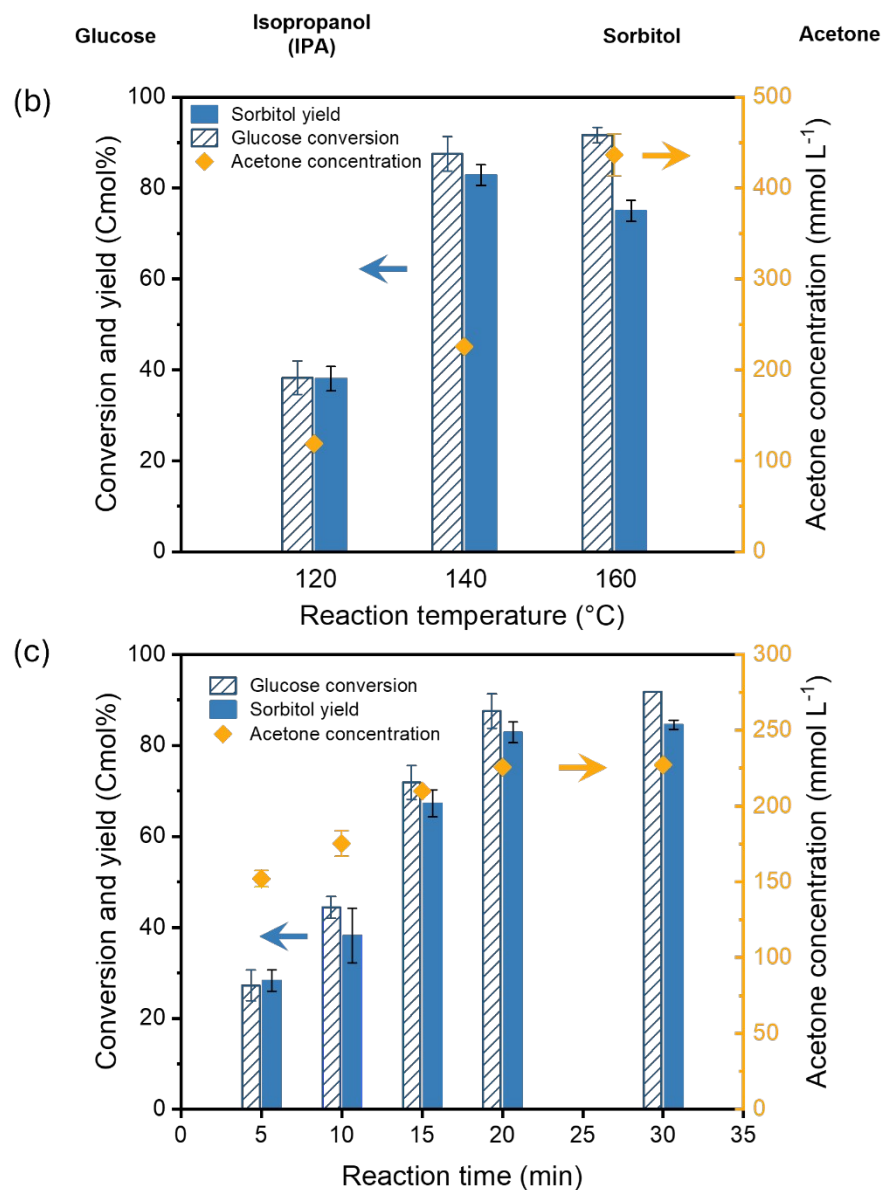 Glucose
Isopropanol
(IPA)
Sorbitol
Acetone
(b)
Sorbitol yield
Glucose conversion
Acetone concentration
Conversion and yield (Cmol%)
100
80
60
40
20
0
500
400
300
200
100
0
Acetone concentration (mmol L⁻¹)
120 140 160
Reaction temperature (°C)
(c)
Glucose conversion
Sorbitol yield
Acetone concentration
Conversion and yield (Cmol%)
100
80
60
40
20
0
300
250
200
150
100
50
0
Acetone concentration (mmol L⁻¹)
0 5 10 15 20 25 30 35
Reaction time (min)